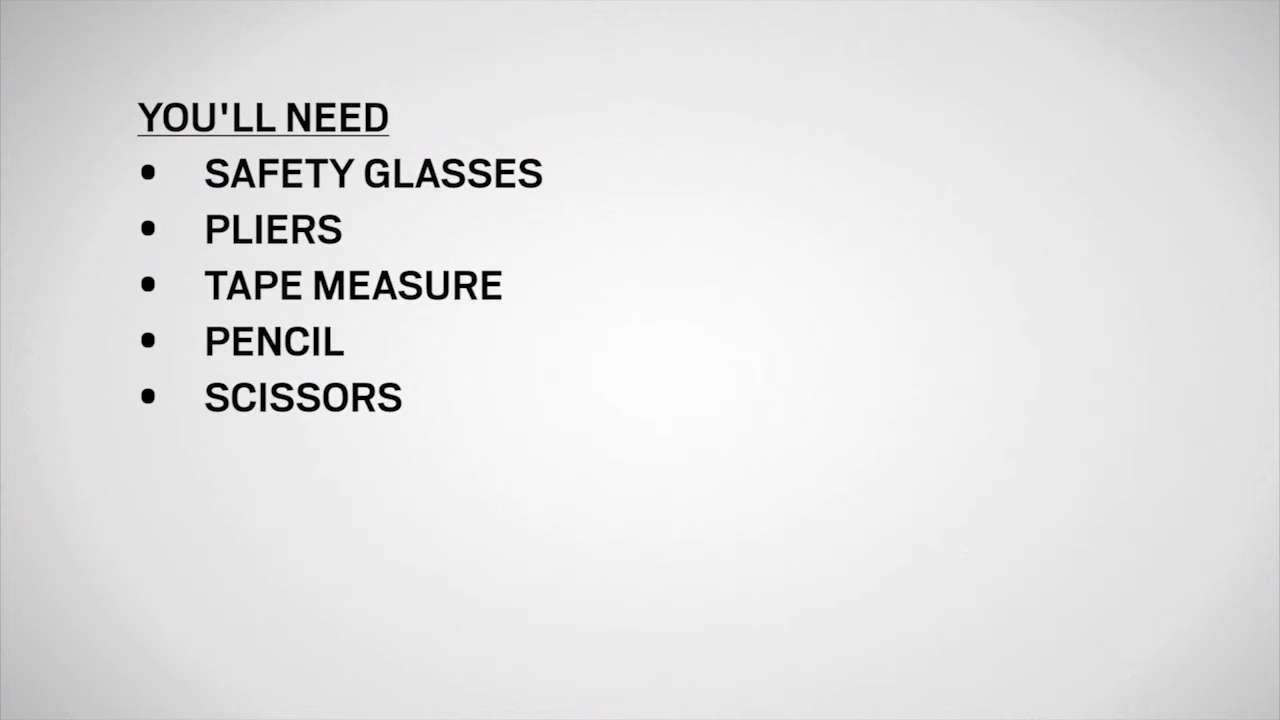 YOU'LL NEED
• SAFETY GLASSES
• PLIERS
• TAPE MEASURE
• PENCIL
• SCISSORS